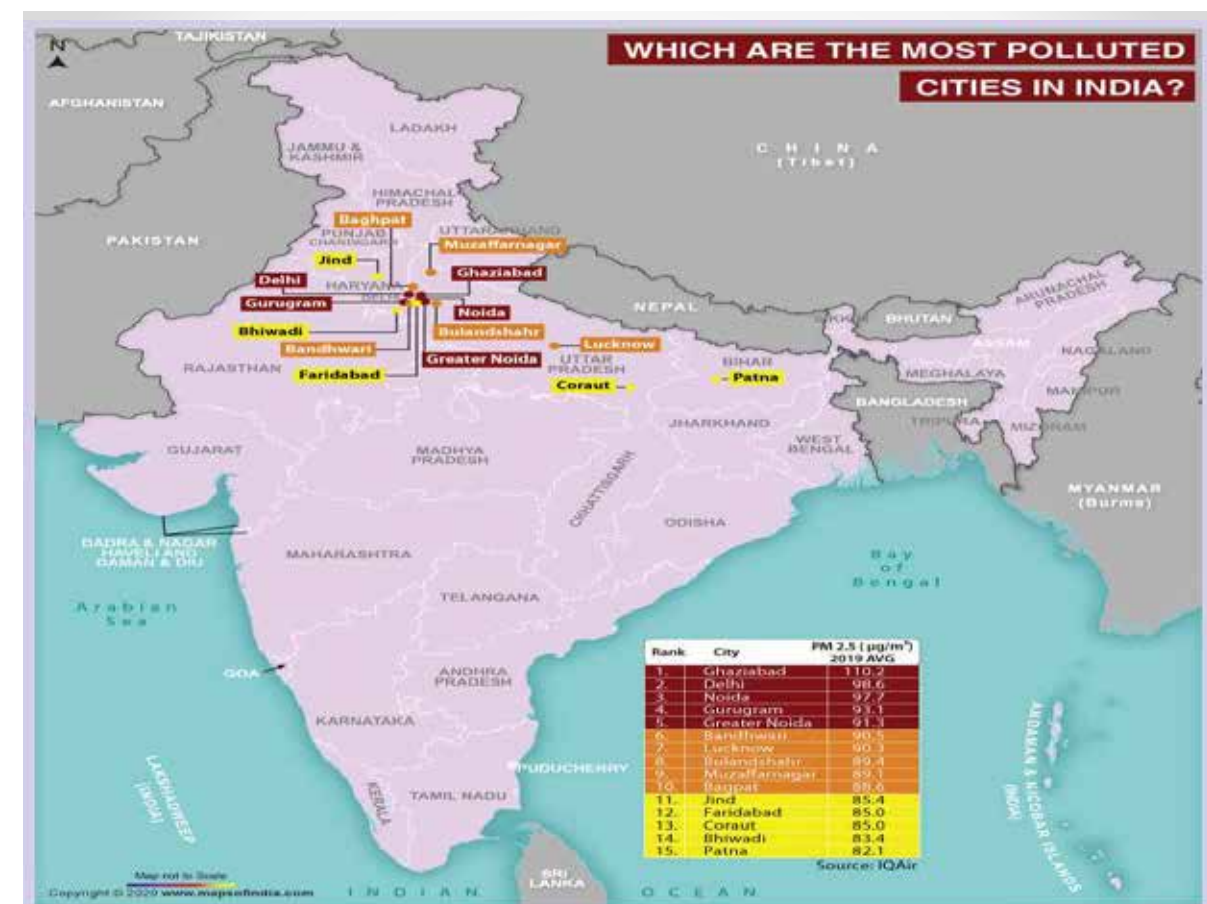 WHICH ARE THE MOST POLLUTED
CITIES IN INDIA?
N
TAJIKISTAN
AFGHANISTAN
LADAKH
JAMMU &
KASHMIR
C H I N A
(Tibet)
HIMACHAL
PRADESH
Baghpat
PUNJAB
CHANDIGARH
UTTARAKHAND
Muzaffarnagar
PAKISTAN
Jind
Delhi
HARYANA
Ghaziabad
DELHI
Gurugram
Noida
NEPAL
ARUNACHAL
PRADESH
BHUTAN
Bhiwadi
Bulandshahr
ASSAM
Bandhwari
Lucknow
NAGALAND
RAJASTHAN
Faridabad
Greater Noida
UTTAR
PRADESH
BIHAR
Coraut
Patna
MEGHALAYA
MANIPUR
BANGLADESH
TRIPURA
MIZORAM
JHARKHAND
GUJARAT
MADHYA
PRADESH
WEST
BENGAL
CHHATTISGARH
MYANMAR
(Burma)
ODISHA
DADRA & NAGAR
HAVELI AND
DAMAN & DIU
MAHARASHTRA
Bay
of
Bengal
Arabian
Sea
TELANGANA
GOA
ANDHRA
PRADESH
KARNATAKA
PUDUCHERRY
TAMIL NADU
KERALA
LAKSHADWEEP
(INDIA)
ANDAMAN & NICOBAR ISLANDS
(INDIA)
Rank City PM 2.5 (µg/m³)
2019 AVG
1. Ghaziabad 110.2
2. Delhi 98.6
3. Noida 97.7
4. Gurugram 93.1
5. Greater Noida 91.3
6. Bandhwari 90.5
7. Lucknow 90.3
8. Bulandshahr 89.4
9. Muzaffarnagar 89.1
10. Bagpat 88.6
11. Jind 85.4
12. Faridabad 85.0
13. Coraut 85.0
14. Bhiwadi 83.4
15. Patna 82.1
Source: IQAir
SRI
LANKA
Map not to Scale
Copyright © 2020 www.mapsofindia.com
I N D I A N O C E A N